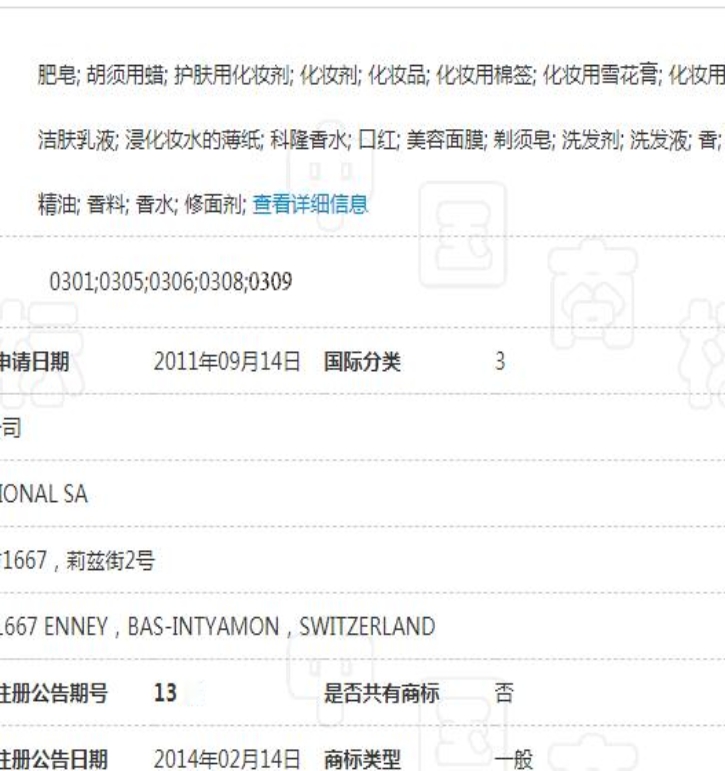 肥皂; 胡须用蜡; 护肤用化妆剂; 化妆剂; 化妆品; 化妆用棉签; 化妆用雪花膏; 化妆用
洁肤乳液; 浸化妆水的薄纸; 科隆香水; 口红; 美容面膜; 剃须皂; 洗发剂; 洗发液; 香;
精油; 香料; 香水; 修面剂; 查看详细信息
0301;0305;0306;0308;0309
申请日期 2011年09月14日 国际分类 3
司
IONAL SA
1667，莉兹街2号
1667 ENNEY , BAS-INTYAMON , SWITZERLAND
注册公告期号 13 是否共有商标 否
注册公告日期 2014年02月14日 商标类型 一般